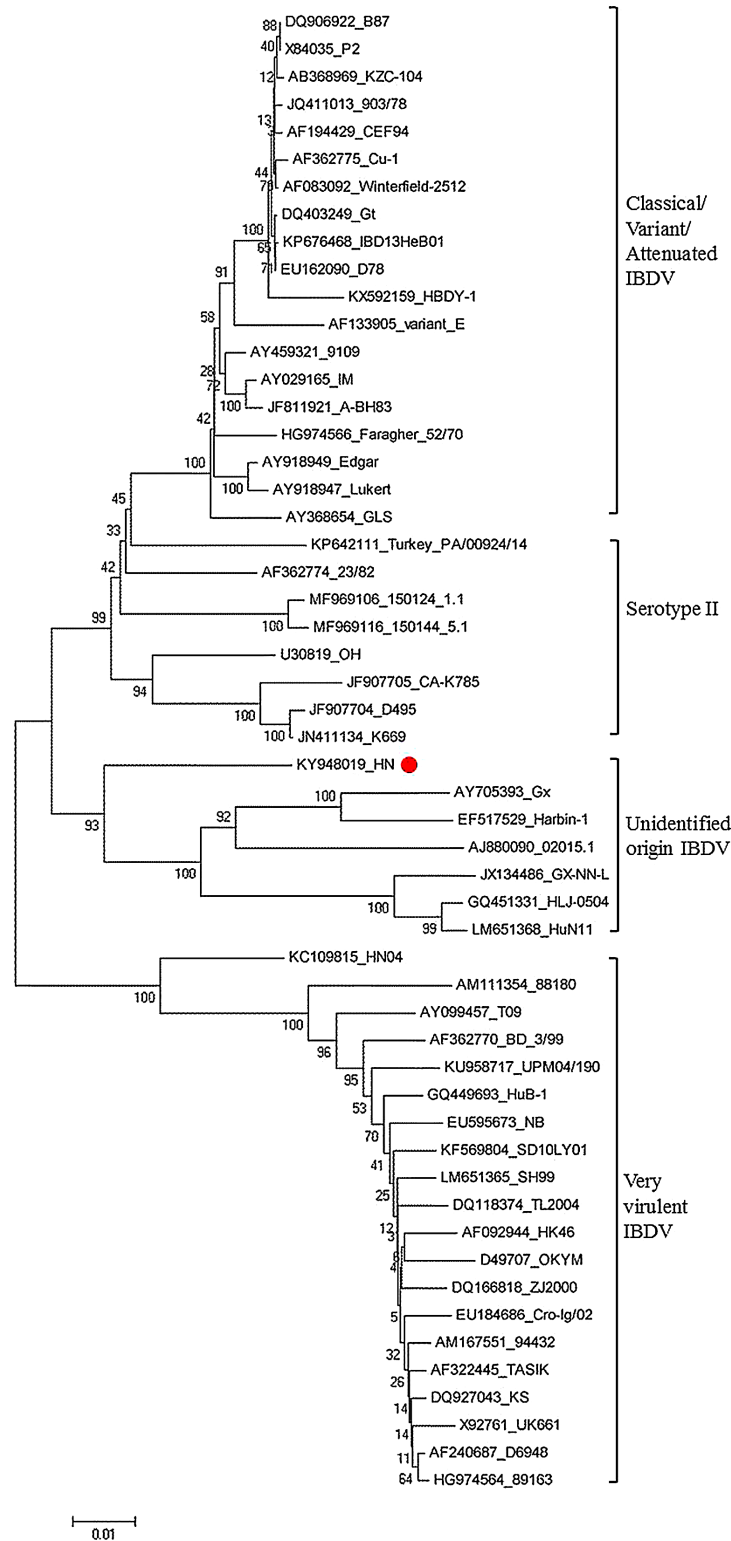 88
DQ906922_B87
40
X84035_P2
12
AB368969_KZC-104
JQ411013_903/78
13
AF194429_CEF94
AF362775_Cu-1
44
AF083092_Winterfield-2512
DQ403249_Gt
100
KP676468_IBD13HeB01
65
71
EU162090_D78
91
KX592159_HBDY-1
58
AF133905_variant_E
AY459321_9109
28
72
AY029165_IM
100
JF811921_A-BH83
42
HG974566_Faragher_52/70
100
AY918949_Edgar
100
AY918947_Lukert
45
AY368654_GLS
Classical/
Variant/
Attenuated
IBDV
33
KP642111_Turkey_PA/00924/14
42
AF362774_23/82
MF969106_150124_1.1
99
100
MF969116_150144_5.1
U30819_OH
94
JF907705_CA-K785
100
JF907704_D495
100
JN411134_K669
Serotype II
KY948019_HN
93
100
AY705393_Gx
92
EF517529_Harbin-1
AJ880090_02015.1
100
JX134486_GX-NN-L
100
GQ451331_HLJ-0504
99
LM651368_HuN11
Unidentified
origin IBDV
KC109815_HN04
100
AM111354_88180
100
AY099457_T09
96
AF362770_BD_3/99
95
KU958717_UPM04/190
53
GQ449693_HuB-1
70
EU595673_NB
41
KF569804_SD10LY01
25
LM651365_SH99
DQ118374_TL2004
12
3
AF092944_HK46
D49707_OKYM
4
DQ166818_ZJ2000
5
EU184686_Cro-Ig/02
32
AM167551_94432
26
AF322445_TASIK
14
DQ927043_KS
14
X92761_UK661
11
AF240687_D6948
64
HG974564_89163
Very
virulent
IBDV
0.01